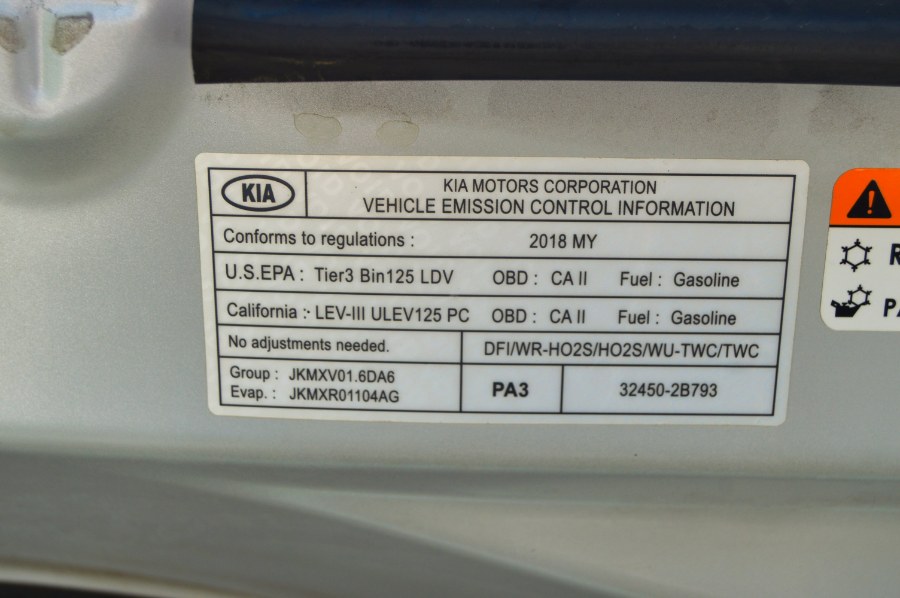 KIA
KIA MOTORS CORPORATION
VEHICLE EMISSION CONTROL INFORMATION
Conforms to regulations : 2018 MY
U.S.EPA : Tier3 Bin125 LDV OBD : CA II Fuel : Gasoline
California : LEV-III ULEV125 PC OBD : CA II Fuel : Gasoline
No adjustments needed. DFI/WR-HO2S/HO2S/WU-TWC/TWC
Group : JKMXV01.6DA6
Evap. : JKMXR01104AG
PA3 32450-2B793
R
PA